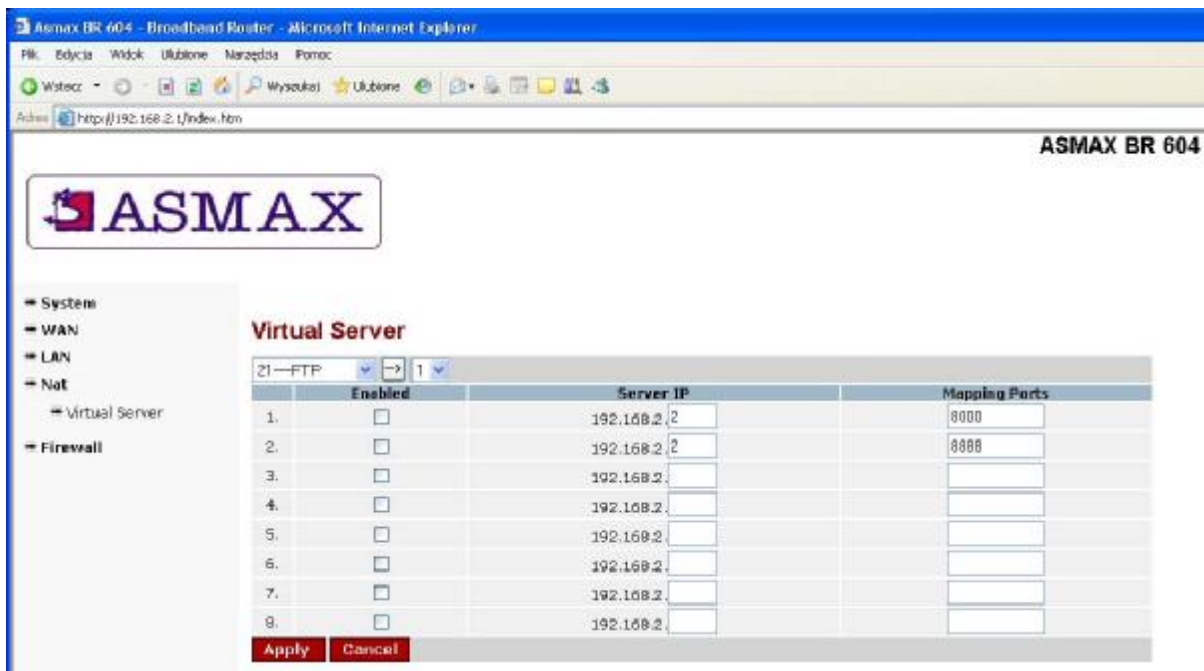 Asmax BR 604 - Broadband Router - Microsoft Internet Explorer
Plik Edycja Widok Ulubione Narzędzia Pomoc
Wstecz Wyszukaj Ulubione
Adres http://192.168.2.1/index.htm
ASMAX BR 604
ASMAX
System
WAN
LAN
Nat
Virtual Server
Firewall
Virtual Server
21—FTP 1
Enabled Server IP Mapping Ports
1. 192.168.2. 2 8000
2. 192.168.2. 2 8888
3. 192.168.2.
4. 192.168.2.
5. 192.168.2.
6. 192.168.2.
7. 192.168.2.
192.168.2.
Apply Cancel